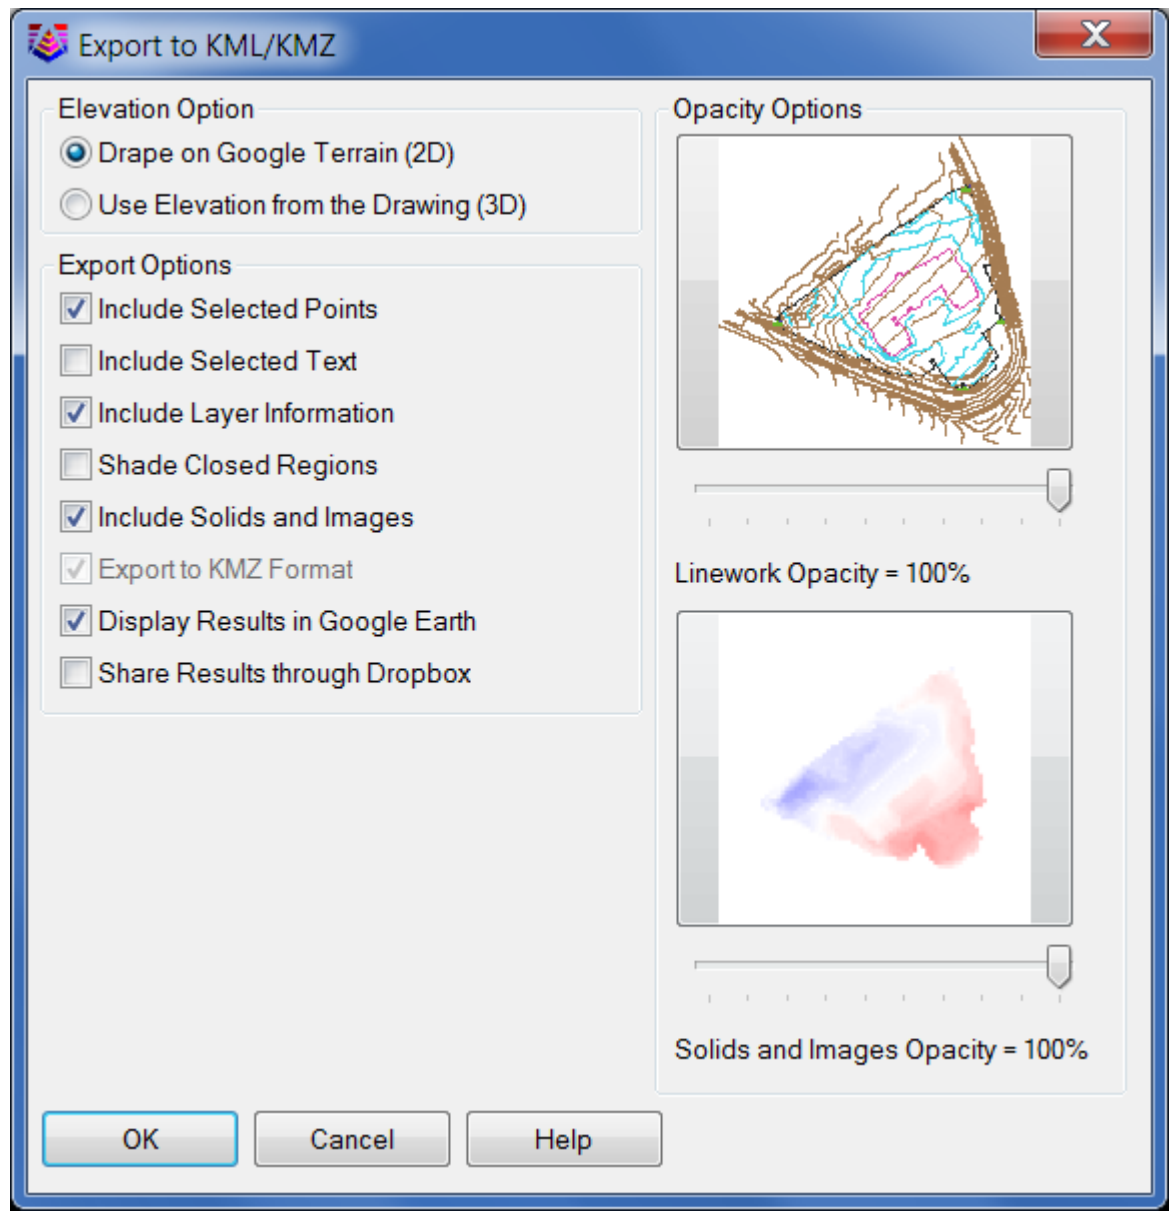 Export to KML/KMZ
Elevation Option
Drape on Google Terrain (2D)
Use Elevation from the Drawing (3D)
Export Options
Include Selected Points
Include Selected Text
Include Layer Information
Shade Closed Regions
Include Solids and Images
Export to KMZ Format
Display Results in Google Earth
Share Results through Dropbox
Opacity Options
Linework Opacity = 100%
Solids and Images Opacity = 100%
OK
Cancel
Help